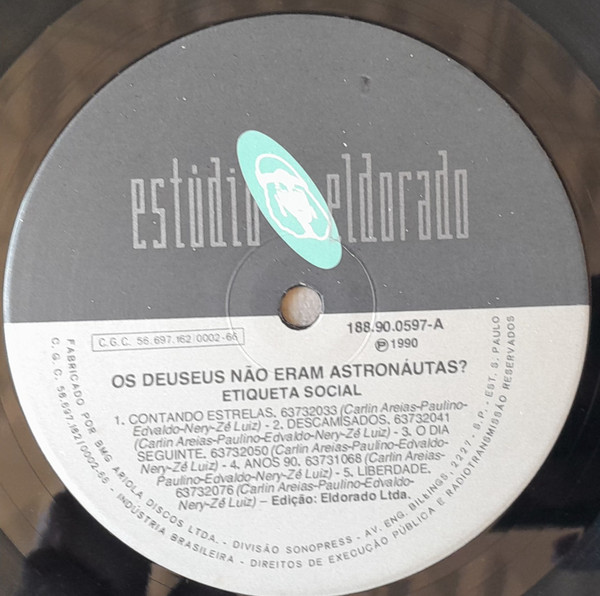 estúdio eldorado
188.90.0597-A
C.G.C. 56.697.162/0002-66
℗ 1990
OS DEUSEUS NÃO ERAM ASTRONÁUTAS?
ETIQUETA SOCIAL
1. CONTANDO ESTRELAS. 63732033 (Carlin Areias-Paulino-
Edvaldo-Nery-Zé Luiz) - 2. DESCAMISADOS. 63732041
(Carlin Areias-Paulino-Edvaldo-Nery-Zé Luiz) - 3. O DIA
SEGUINTE. 63732050 (Carlin Areias-Paulino-Edvaldo-
Nery-Zé Luiz) - 4. ANOS 90. 63731068 (Carlin Areias-
Paulino-Edvaldo-Nery-Zé Luiz) - 5. LIBERDADE.
63732076 (Carlin Areias-Paulino-Edvaldo-
Nery-Zé Luiz) – Edição: Eldorado Ltda.
FABRICADO POR BMG ARIOLA DISCOS LTDA. - DIVISÃO SONOPRESS - AV. ENG. BILLINGS, 2227 - S.P. - EST. S. PAULO
C. G. C. 56.697.162/0002-66 - INDÚSTRIA BRASILEIRA - DIREITOS DE EXECUÇÃO PÚBLICA E RADIOTRANSMISSÃO RESERVADOS